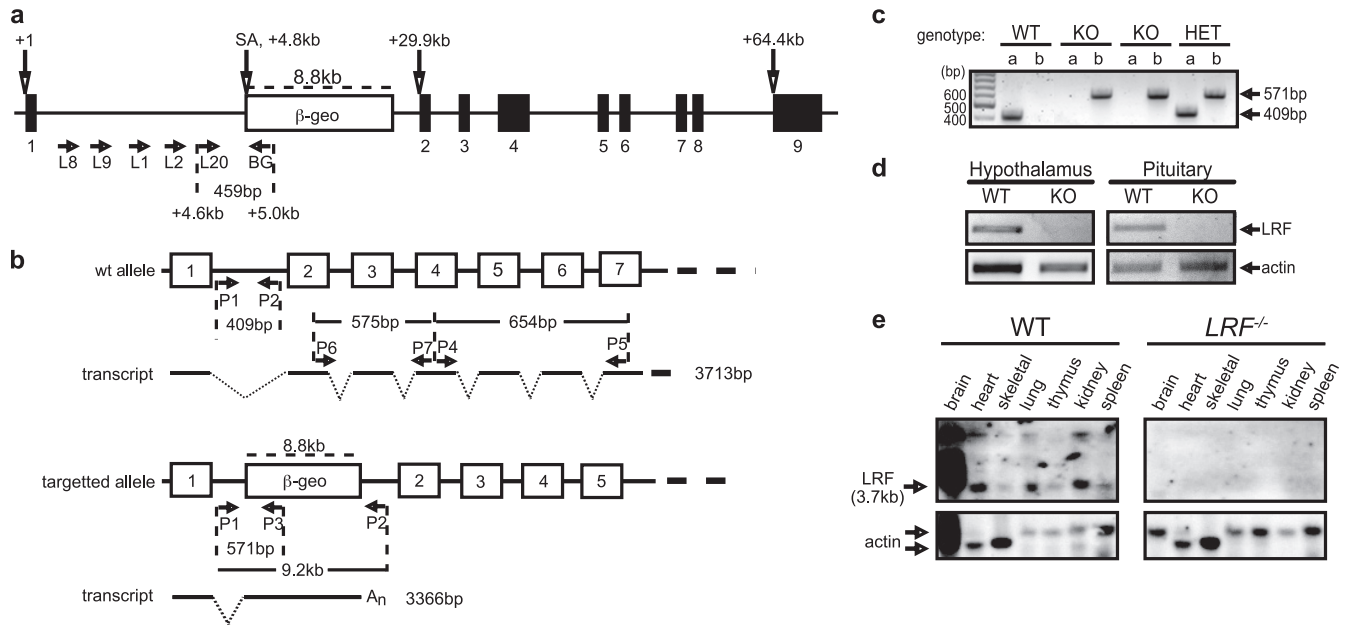 a
+1
SA, +4.8kb
+29.9kb
+64.4kb
8.8kb
β-geo
1
2
3
4
5
6
7
8
9
L8
L9
L1
L2
L20
BG
459bp
+4.6kb
+5.0kb
b
wt allele
1
2
3
4
5
6
7
P1
P2
409bp
575bp
654bp
P6
P7
P4
P5
transcript
3713bp
8.8kb
targetted allele
1
β-geo
2
3
4
5
P1
P3
P2
571bp
9.2kb
transcript
An
3366bp
c
genotype:
WT
KO
KO
HET
a b a b a b a b
(bp)
600
500
400
571bp
409bp
d
Hypothalamus
Pituitary
WT KO WT KO
LRF
actin
e
WT
LRF-/-
brain
heart
skeletal
lung
thymus
kidney
spleen
brain
heart
skeletal
lung
thymus
kidney
spleen
LRF
(3.7kb)
actin